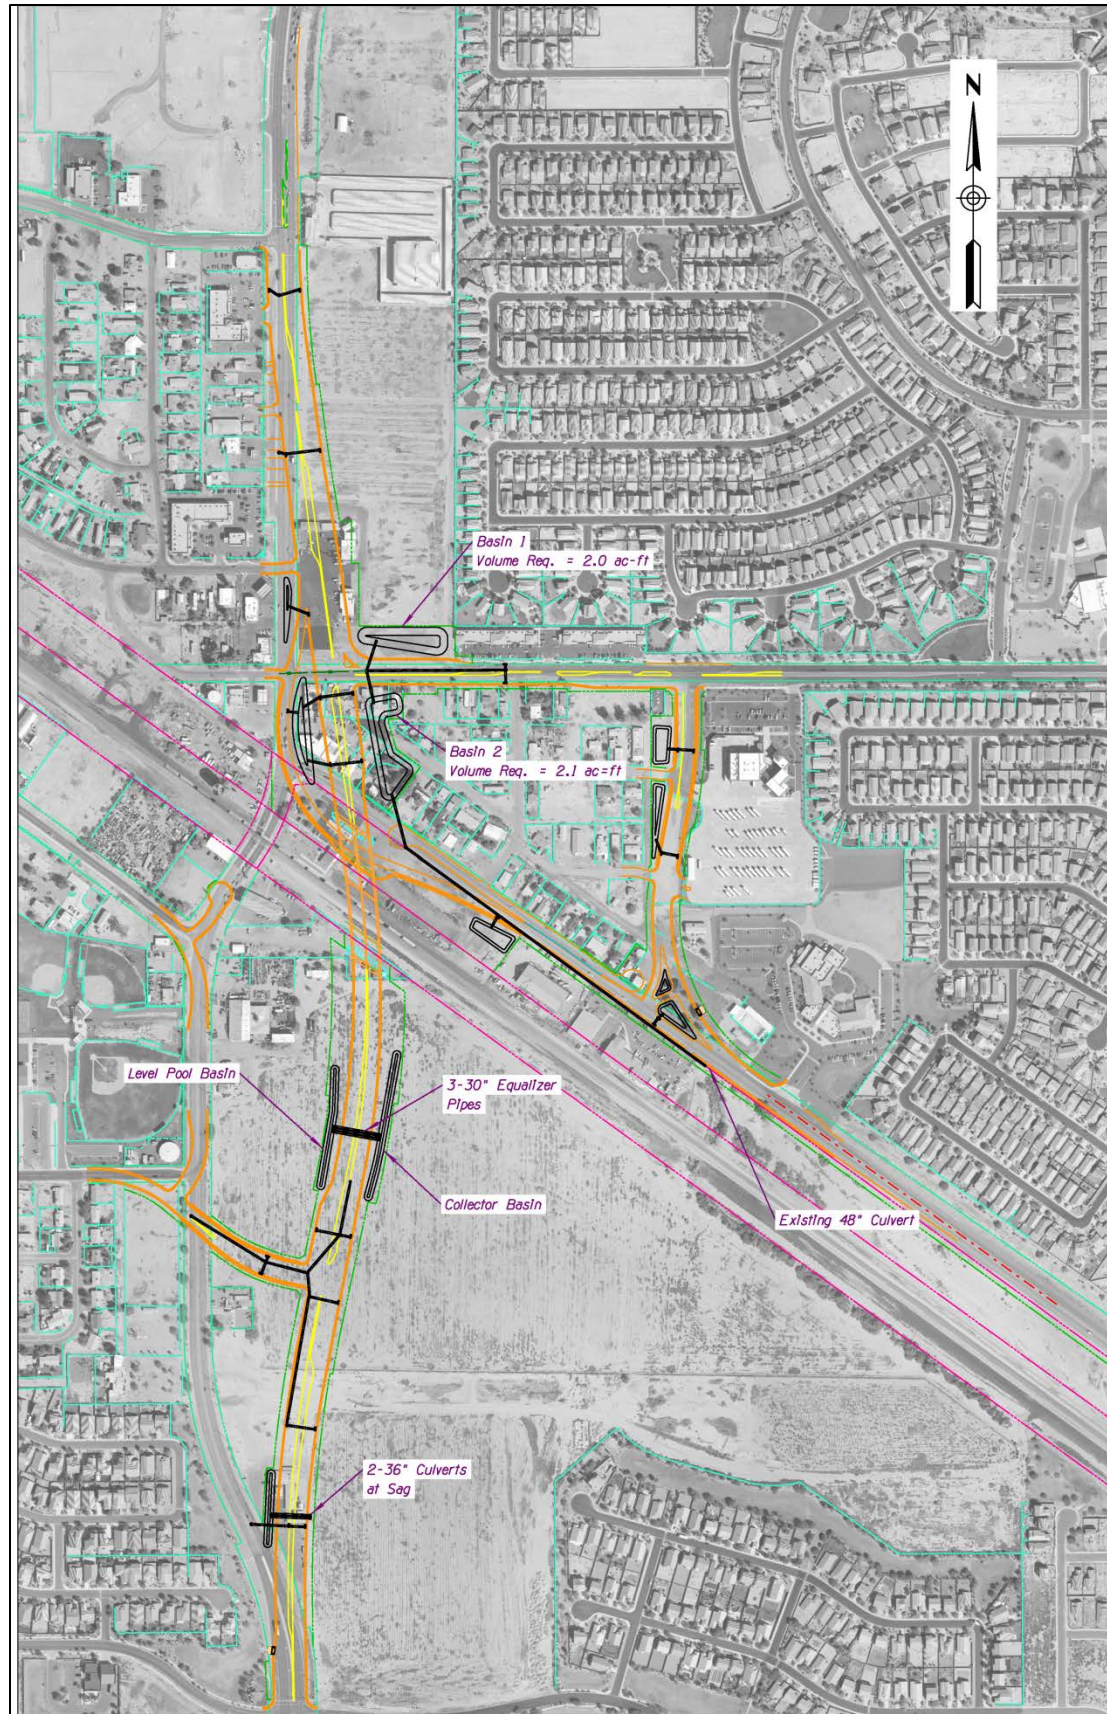 N
Basin 1
Volume Req. = 2.0 ac-ft
Basin 2
Volume Req. = 2.1 ac=ft
Level Pool Basin
3-30" Equalizer
Pipes
Collector Basin
Existing 48" Culvert
2-36" Culverts
at Sag